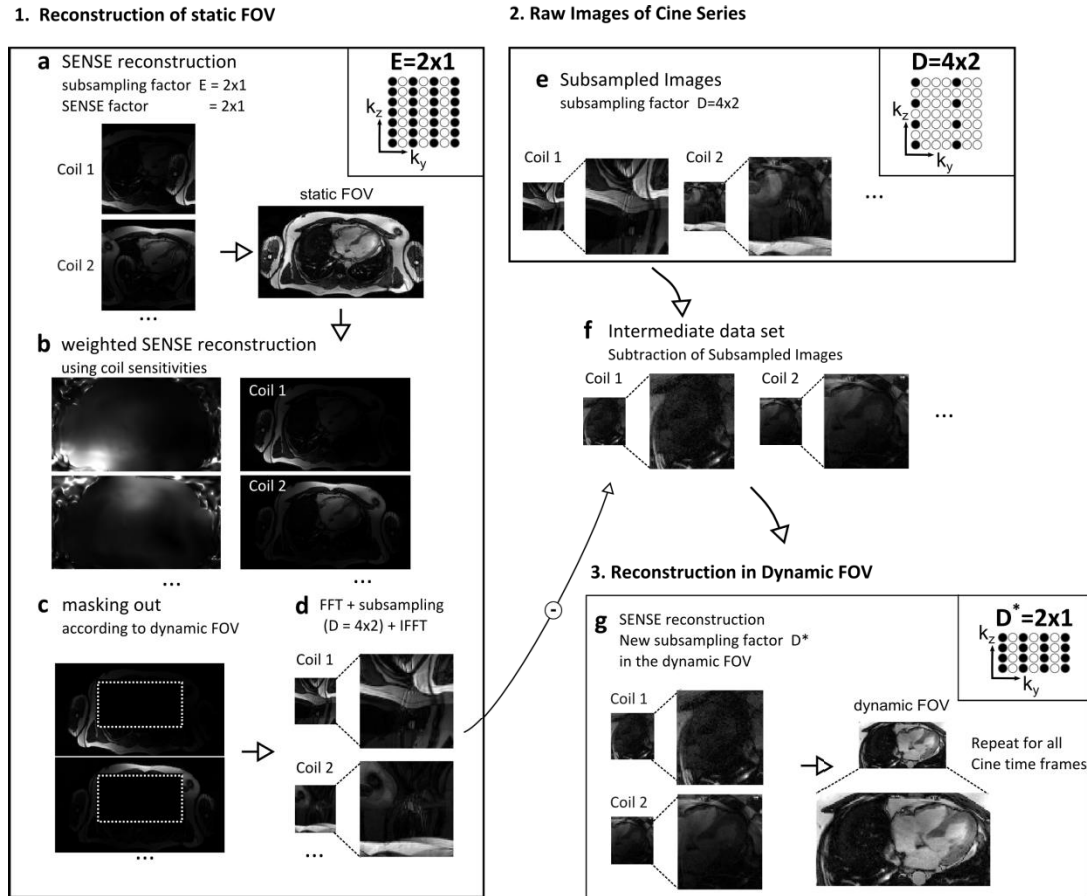 1. Reconstruction of static FOV
a SENSE reconstruction
subsampling factor E = 2x1
SENSE factor = 2x1
E=2x1
kz
ky
Coil 1
static FOV
Coil 2
...
b weighted SENSE reconstruction
using coil sensitivities
Coil 1
Coil 2
...
...
c masking out
according to dynamic FOV
...
d FFT + subsampling
(D = 4x2) + IFFT
Coil 1
Coil 2
...
-
2. Raw Images of Cine Series
e Subsampled Images
subsampling factor D=4x2
D=4x2
kz
ky
Coil 1
Coil 2
...
f Intermediate data set
Subtraction of Subsampled Images
Coil 1
Coil 2
...
3. Reconstruction in Dynamic FOV
g SENSE reconstruction
New subsampling factor D*
in the dynamic FOV
D*=2x1
kz
ky
Coil 1
dynamic FOV
Repeat for all
Cine time frames
Coil 2